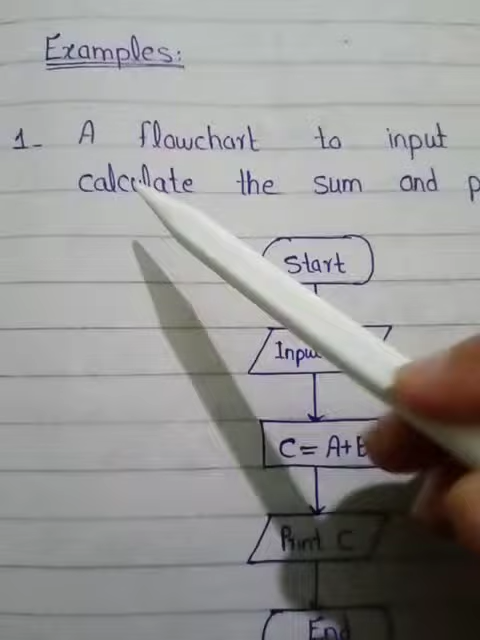 Examples:
1- A flowchart to input
calculate the sum and
Start
C = A+
Print C
End